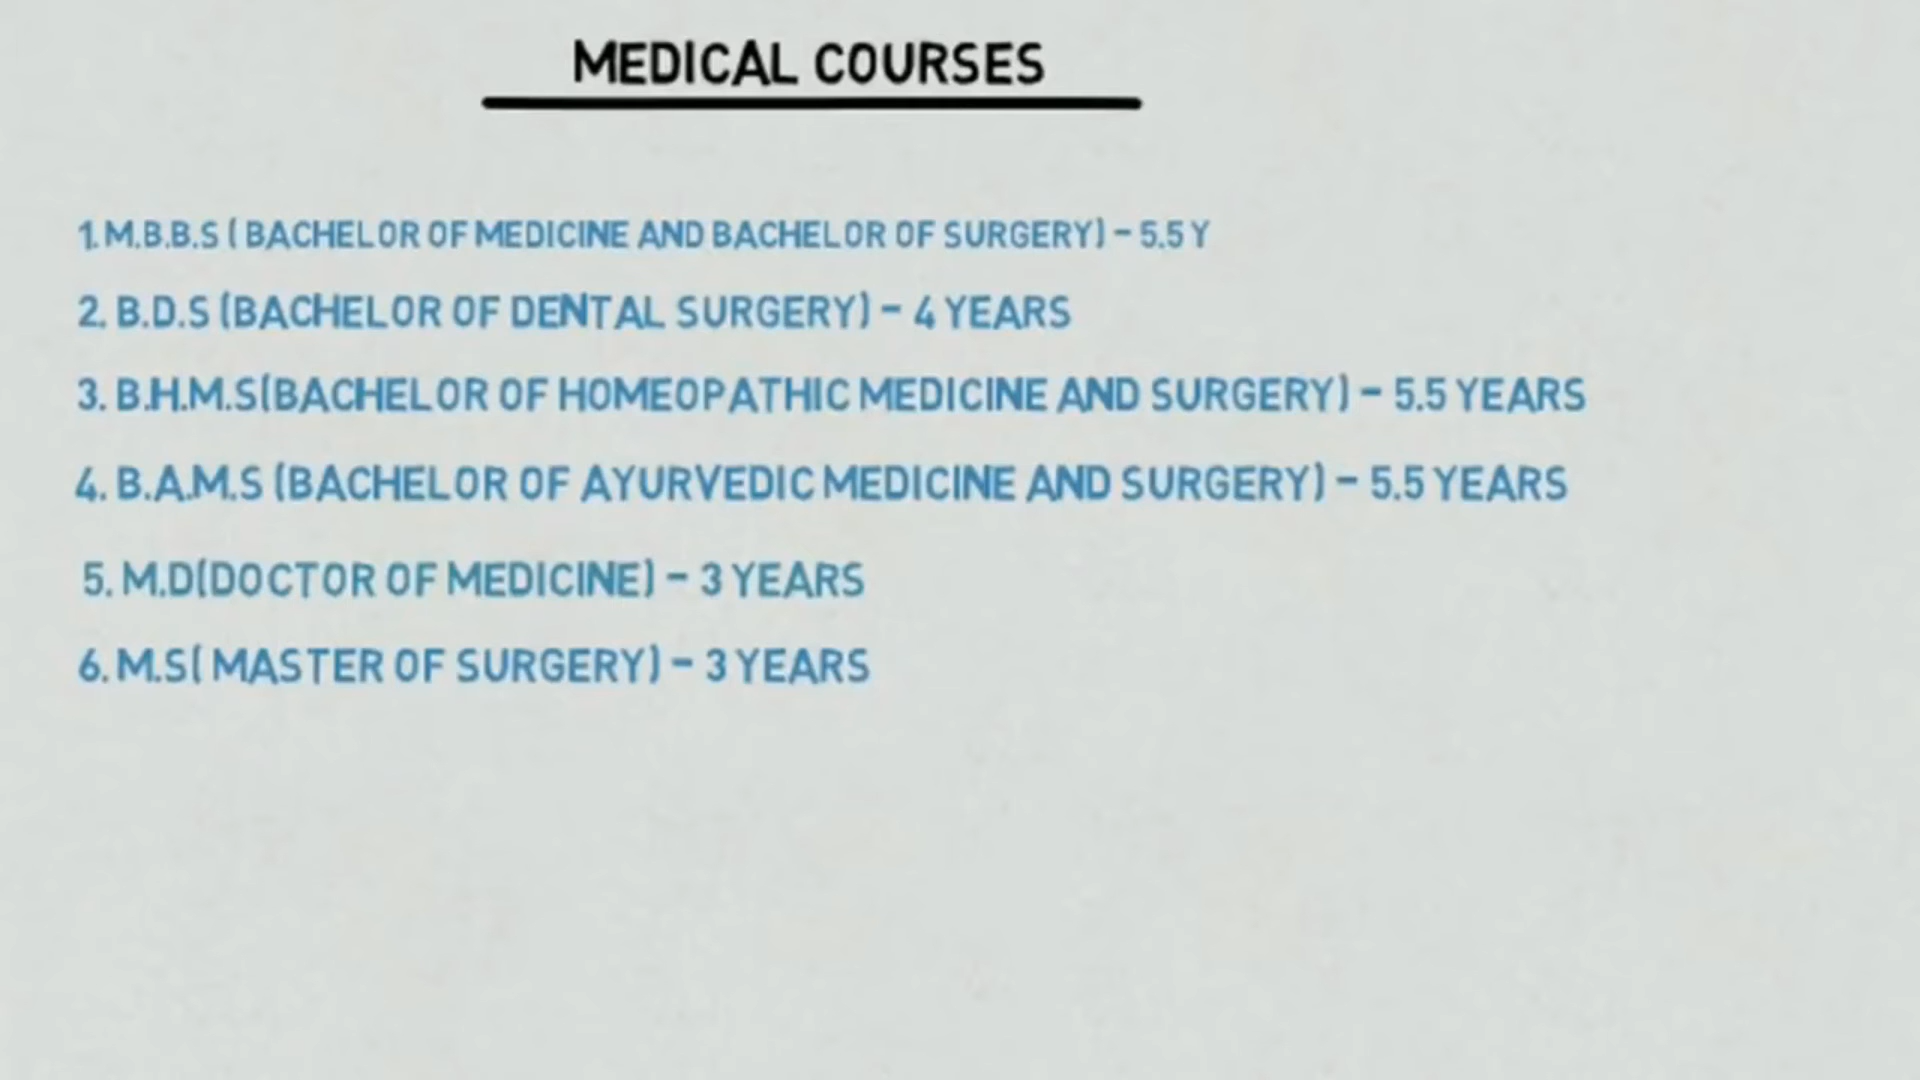 MEDICAL COURSES
1. M.B.B.S ( BACHELOR OF MEDICINE AND BACHELOR OF SURGERY) - 5.5 Y
2. B.D.S (BACHELOR OF DENTAL SURGERY) - 4 YEARS
3. B.H.M.S(BACHELOR OF HOMEOPATHIC MEDICINE AND SURGERY) - 5.5 YEARS
4. B.A.M.S (BACHELOR OF AYURVEDIC MEDICINE AND SURGERY) - 5.5 YEARS
5. M.D(DOCTOR OF MEDICINE) - 3 YEARS
6. M.S( MASTER OF SURGERY) - 3 YEARS